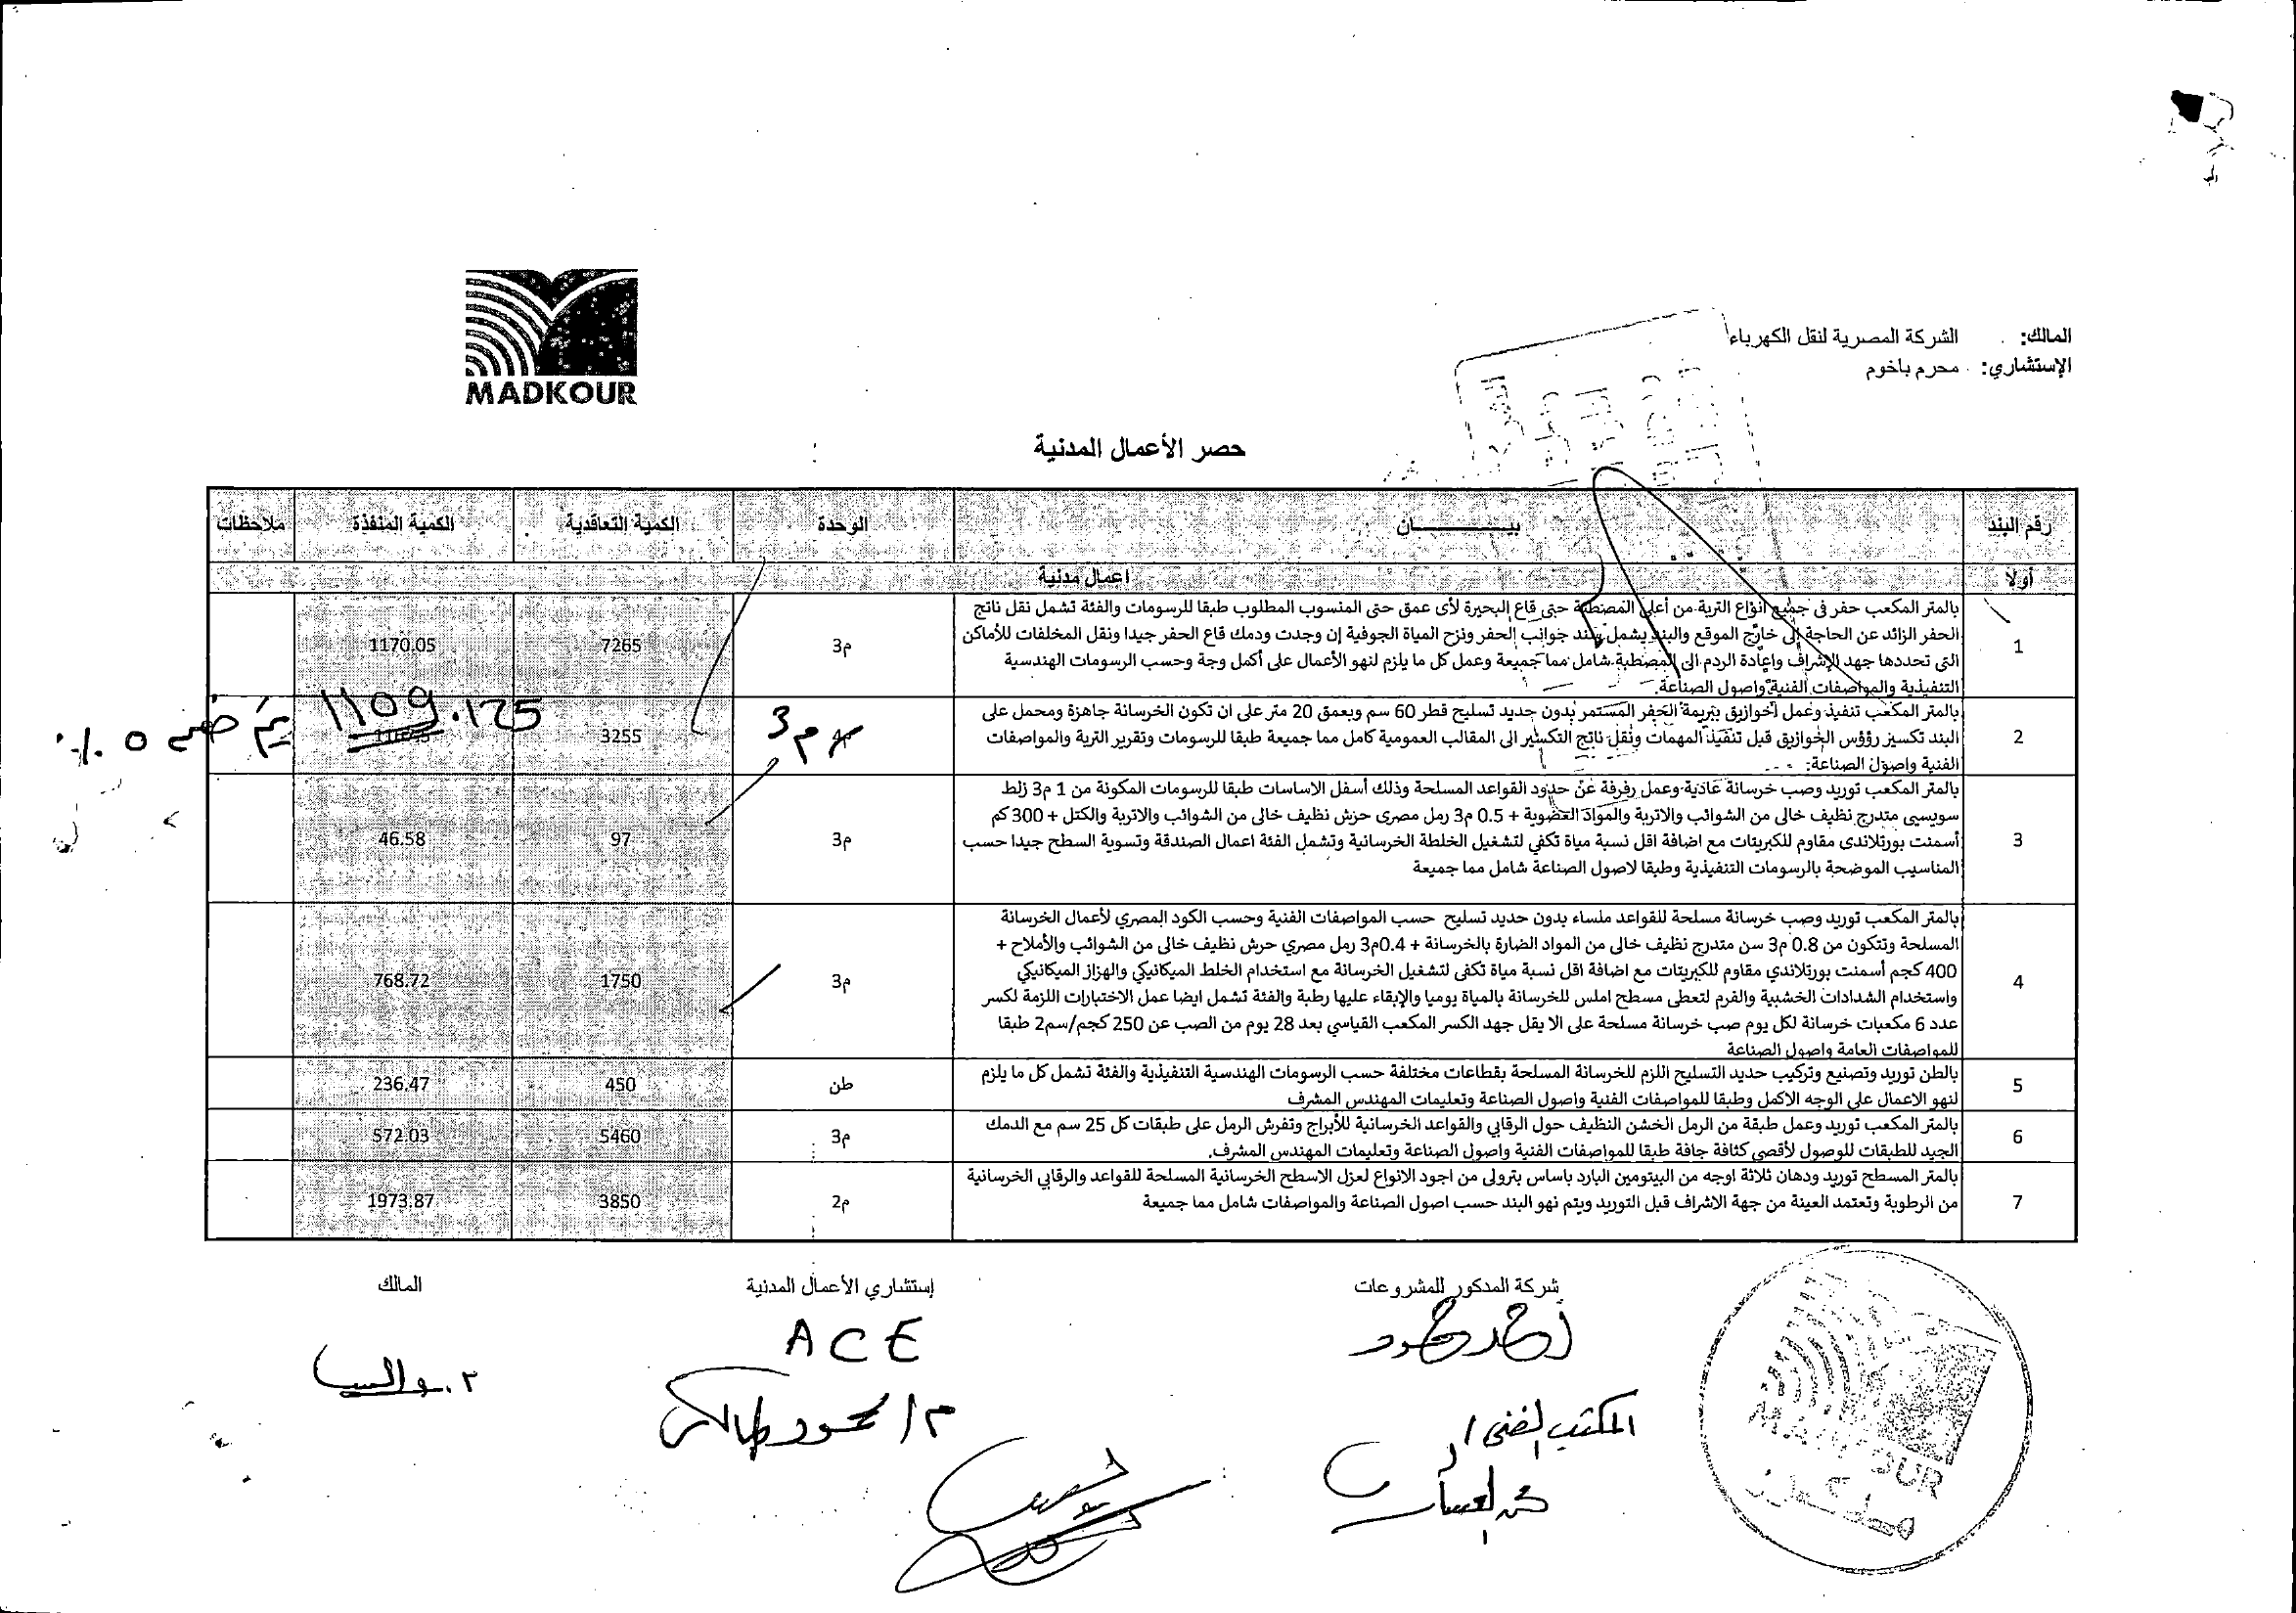 MADKOUR
المالك: الشركة المصرية لنقل الكهرباء
الإستشاري: محرم باخوم
حصر الأعمال المدنية
رقم البند بيـــــــان الوحدة الكمية التعاقدية الكمية المنفذة ملاحظات
أولا اعمال مدنية
بالمتر المكعب حفر فى جميع أنواع التربة من أعلى المصطبة حتى قاع البحيرة لأى عمق حتى المنسوب المطلوب طبقا للرسومات والفئة تشمل نقل ناتج
الحفر الزائد عن الحاجة إلى خارج الموقع والبند يشمل سند جوانب الحفر ونزح المياة الجوفية إن وجدت ودمك قاع الحفر جيدا ونقل المخلفات للأماكن
التى تحددها جهد الإشراف وإعادة الردم الى المصطبة شامل مما جميعة وعمل كل ما يلزم لنهو الأعمال على أكمل وجة وحسب الرسومات الهندسية
التنفيذية والمواصفات الفنية واصول الصناعة.
1 م3 7265 1170.05
بالمتر المكعب تنفيذ وعمل خوازيق ببريمة الحفر المستمر بدون حديد تسليح قطر 60 سم وبعمق 20 متر على ان تكون الخرسانة جاهزة ومحمل على
البند تكسير رؤؤس الخوازيق قبل تنفيذ المهمات ونقل ناتج التكسير الى المقالب العمومية كامل مما جميعة طبقا للرسومات وتقرير التربة والمواصفات
الفنية واصول الصناعة.
2 م3 3255 1109.125
٥ ٪
بالمتر المكعب توريد وصب خرسانة عادية وعمل رفرفة عن حدود القواعد المسلحة وذلك أسفل الاساسات طبقا للرسومات المكونة من 1 م3 زلط
سويسيى متدرج نظيف خالى من الشوائب والاتربة والمواد العضوية + 0.5 م3 رمل مصرى حرش نظيف خالى من الشوائب والاتربة والكتل + 300 كم
أسمنت بورتلاندى مقاوم للكبريتات مع اضافة اقل نسبة مياة تكفي لتشغيل الخلطة الخرسانية وتشمل الفئة اعمال الصندقة وتسوية السطح جيدا حسب
المناسيب الموضحة بالرسومات التنفيذية وطبقا لاصول الصناعة شامل مما جميعة
3 م3 97 46.58
بالمتر المكعب توريد وصب خرسانة مسلحة للقواعد ملساء بدون حديد تسليح حسب المواصفات الفنية وحسب الكود المصري لأعمال الخرسانة
المسلحة وتتكون من 0.8 م3 سن متدرج نظيف خالى من المواد الضارة بالخرسانة + 0.4م3 رمل مصري حرش نظيف خالى من الشوائب والأملاح +
400 كجم أسمنت بورتلاندي مقاوم للكبريتات مع اضافة اقل نسبة مياة تكفى لتشغيل الخرسانة مع استخدام الخلط الميكانيكي والهزاز الميكانيكي
واستخدام الشدادات الخشبية والفرم لتعطى مسطح املس للخرسانة بالمياة يوميا والإبقاء عليها رطبة والفئة تشمل ايضا عمل الاختبارات اللازمة لكسر
عدد 6 مكعبات خرسانة لكل يوم صب خرسانة مسلحة على الا يقل جهد الكسر المكعب القياسي بعد 28 يوم من الصب عن 250 كجم/سم2 طبقا
للمواصفات العامة واصول الصناعة
4 م3 1750 768.72
بالطن توريد وتصنيع وتركيب حديد التسليح اللزم للخرسانة المسلحة بقطاعات مختلفة حسب الرسومات الهندسية التنفيذية والفئة تشمل كل ما يلزم
لنهو الاعمال على الوجه الاكمل وطبقا للمواصفات الفنية واصول الصناعة وتعليمات المهندس المشرف
5 طن 450 236.47
بالمتر المكعب توريد وعمل طبقة من الرمل الخشن النظيف حول الرقابي والقواعد الخرسانية للأبراج وتفرش الرمل على طبقات كل 25 سم مع الدمك
الجيد للطبقات للوصول لأقصى كثافة جافة طبقا للمواصفات الفنية واصول الصناعة وتعليمات المهندس المشرف.
6 م3 5460 572.03
بالمتر المسطح توريد ودهان ثلاثة اوجه من البيتومين البارد باساس بترولى من اجود الانواع لعزل الاسطح الخرسانية المسلحة للقواعد والرقابي الخرسانية
من الرطوبة وتعتمد العينة من جهة الاشراف قبل التوريد ويتم نهو البند حسب اصول الصناعة والمواصفات شامل مما جميعة
7 م2 3850 1973.87
شركة المدكور للمشروعات إستشاري الأعمال المدنية المالك
أحمد محمود
ACE
المكتب الفنى /
م / محمود
MADKOUR